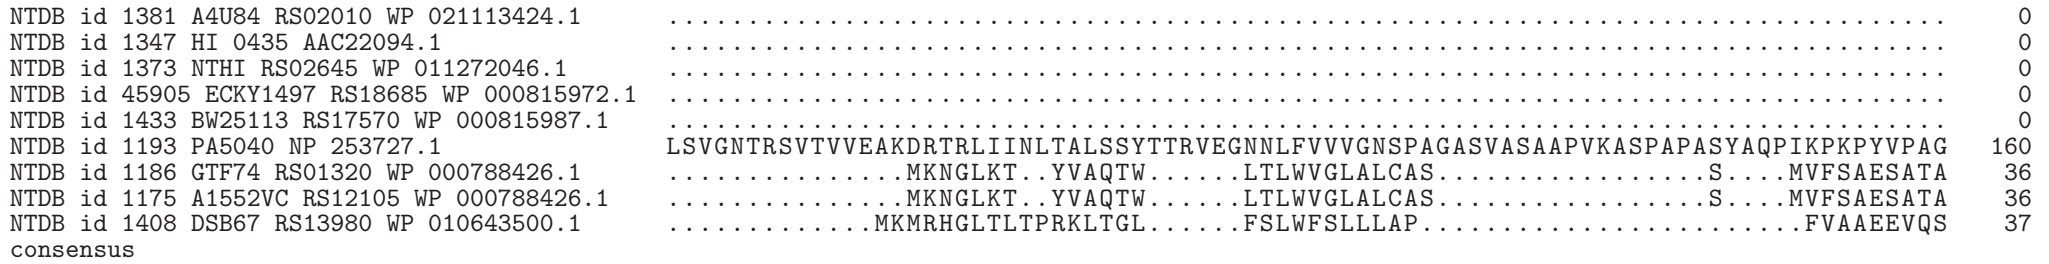 NTDB id 1381 A4U84 RS02010 WP 021113424.1 ................................................................................ 0
NTDB id 1347 HI 0435 AAC22094.1 ................................................................................ 0
NTDB id 1373 NTHI RS02645 WP 011272046.1 ................................................................................ 0
NTDB id 45905 ECKY1497 RS18685 WP 000815972.1 ................................................................................ 0
NTDB id 1433 BW25113 RS17570 WP 000815987.1 ................................................................................ 0
NTDB id 1193 PA5040 NP 253727.1 LSVGNTRSVTVVEAKDRTRLIINLTALSSYTTRVEGNNLFVVVGNSPAGASVASAAPVKASPAPASYAQPIKPKPYVPAG 160
NTDB id 1186 GTF74 RS01320 WP 000788426.1 ...............MKNGLKT..YVAQTW......LTLWVGLALCAS.................S....MVFSAESATA 36
NTDB id 1175 A1552VC RS12105 WP 000788426.1 ...............MKNGLKT..YVAQTW......LTLWVGLALCAS.................S....MVFSAESATA 36
NTDB id 1408 DSB67 RS13980 WP 010643500.1 .............MKMRHGLTLTPRKLTGL......FSLWFSLLLAP........................FVAAEEVQS 37
consensus